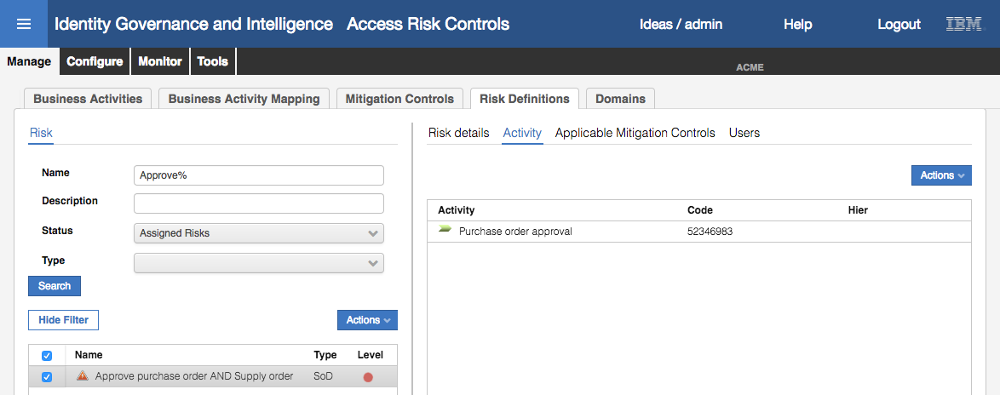 Identity Governance and Intelligence Access Risk Controls Ideas / admin Help Logout IBM
Manage Configure Monitor Tools ACME
Business Activities Business Activity Mapping Mitigation Controls Risk Definitions Domains
Risk
Name Approve%
Description
Status Assigned Risks
Type
Search
Hide Filter Actions
Name Type Level
Approve purchase order AND Supply order SoD
Risk details Activity Applicable Mitigation Controls Users
Actions
Activity Code Hier
Purchase order approval 52346983